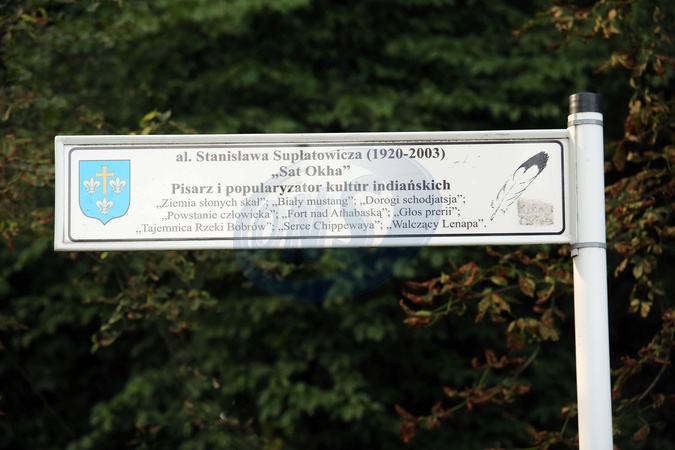 al. Stanisława Supłatowicza (1920-2003)
„Sat Okha”
Pisarz i popularyzator kultur indiańskich
„Ziemia słonych skał”; „Biały mustang”; „Dorogi schodjatsja”;
„Powstanie człowieka”; „Fort nad Athabaską”; „Głos prerii”;
„Tajemnica Rzeki Bobrów”; „Serce Chippewaya”; „Walczący Lenapa”.